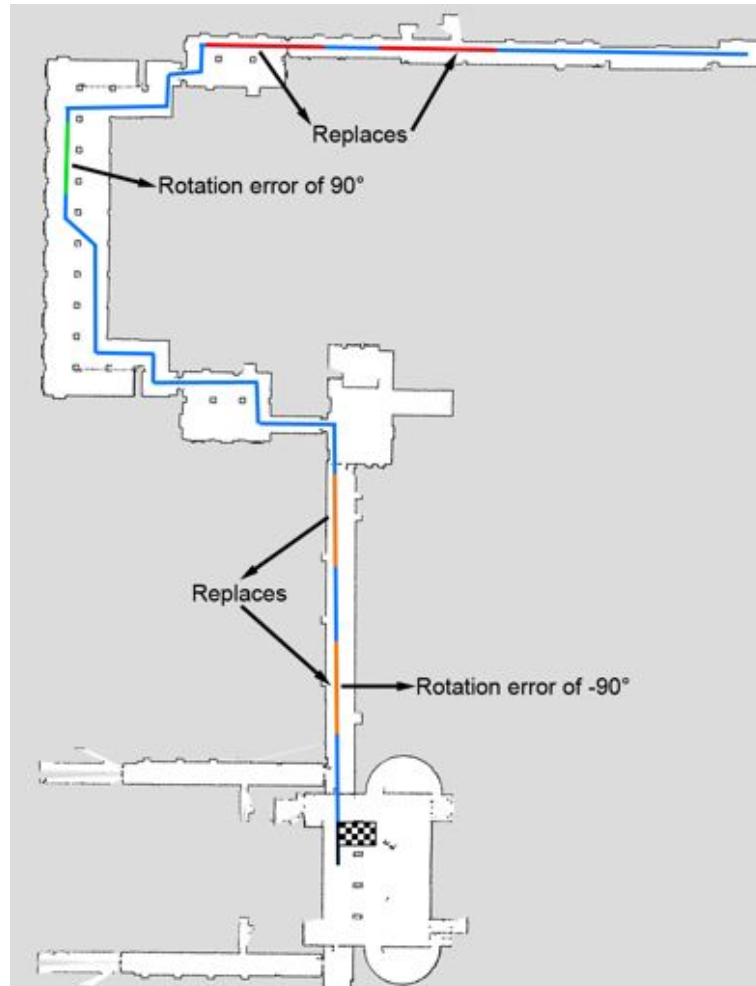 Replaces
Rotation error of 90°
Replaces
Rotation error of -90°